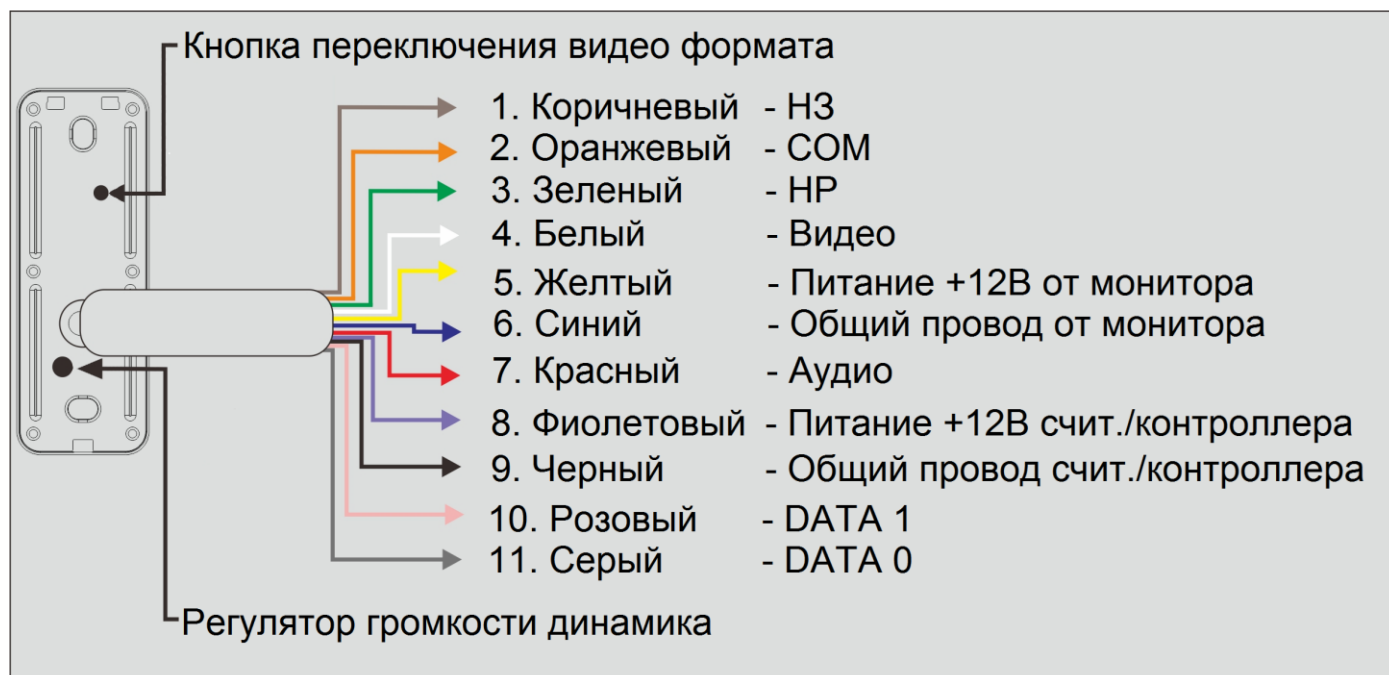 Кнопка переключения видео формата
1. Коричневый - НЗ
2. Оранжевый - COM
3. Зеленый - НР
4. Белый - Видео
5. Желтый - Питание +12В от монитора
6. Синий - Общий провод от монитора
7. Красный - Аудио
8. Фиолетовый - Питание +12В счит./контроллера
9. Черный - Общий провод счит./контроллера
10. Розовый - DATA 1
11. Серый - DATA 0
Регулятор громкости динамика